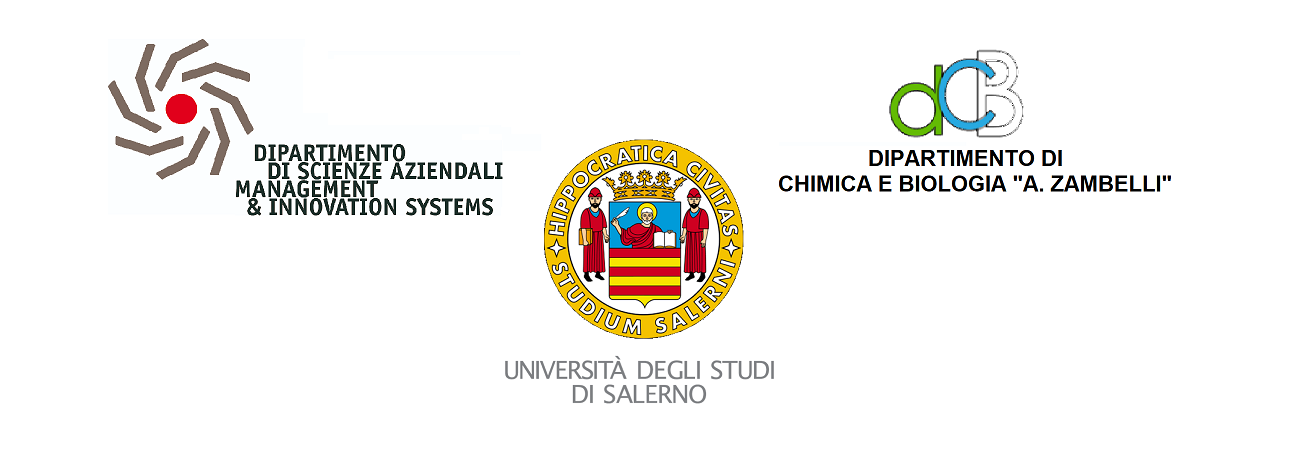 DIPARTIMENTO
DI SCIENZE AZIENDALI
MANAGEMENT
& INNOVATION SYSTEMS
HIPPOCRATICA CIVITAS
STUDIUM SALERNI
UNIVERSITÀ DEGLI STUDI
DI SALERNO
dCB
DIPARTIMENTO DI
CHIMICA E BIOLOGIA "A. ZAMBELLI"